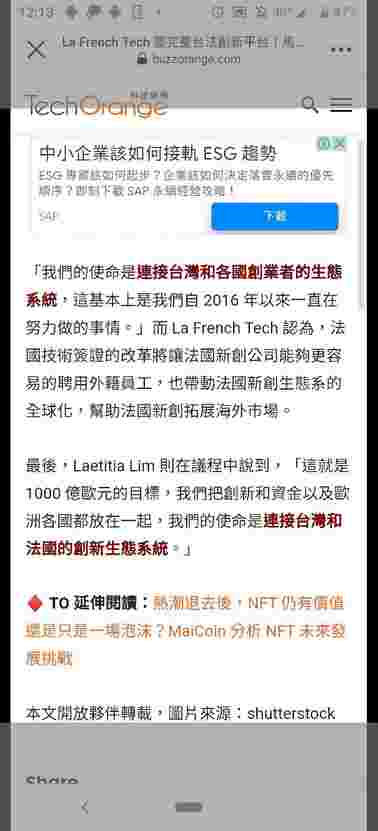 12:13
La French Tech 最完整台法創新平台！馬...
buzzorange.com
科技報橘
TechOrange
中小企業該如何接軌 ESG 趨勢
ESG 專案該如何起步？企業該如何決定落實永續的優先
順序？即刻下載 SAP 永續經營攻略！
SAP
下載
「我們的使命是連接台灣和各國創業者的生態
系統，這基本上是我們自 2016 年以來一直在
努力做的事情。」而 La French Tech 認為，法
國技術簽證的改革將讓法國新創公司能夠更容
易的聘用外籍員工，也帶動法國新創生態系的
全球化，幫助法國新創拓展海外市場。
最後，Laetitia Lim 則在議程中說到，「這就是
1000 億歐元的目標，我們把創新和資金以及歐
洲各國都放在一起，我們的使命是連接台灣和
法國的創新生態系統。」
TO 延伸閱讀：熱潮退去後，NFT 仍有價值
還是只是一場泡沫？MaiCoin 分析 NFT 未來發
展挑戰
本文開放夥伴轉載，圖片來源：shutterstock
Share